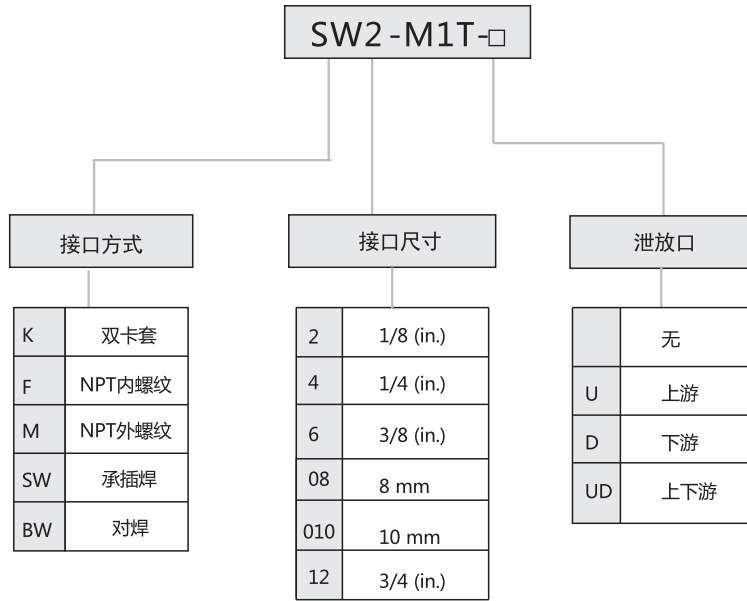 SW2-M1T-□
接口方式
接口尺寸
泄放口
K 双卡套
F NPT内螺纹
M NPT外螺纹
SW 承插焊
BW 对焊
2 1/8 (in.)
4 1/4 (in.)
6 3/8 (in.)
08 8 mm
010 10 mm
12 3/4 (in.)
无
U 上游
D 下游
UD 上下游